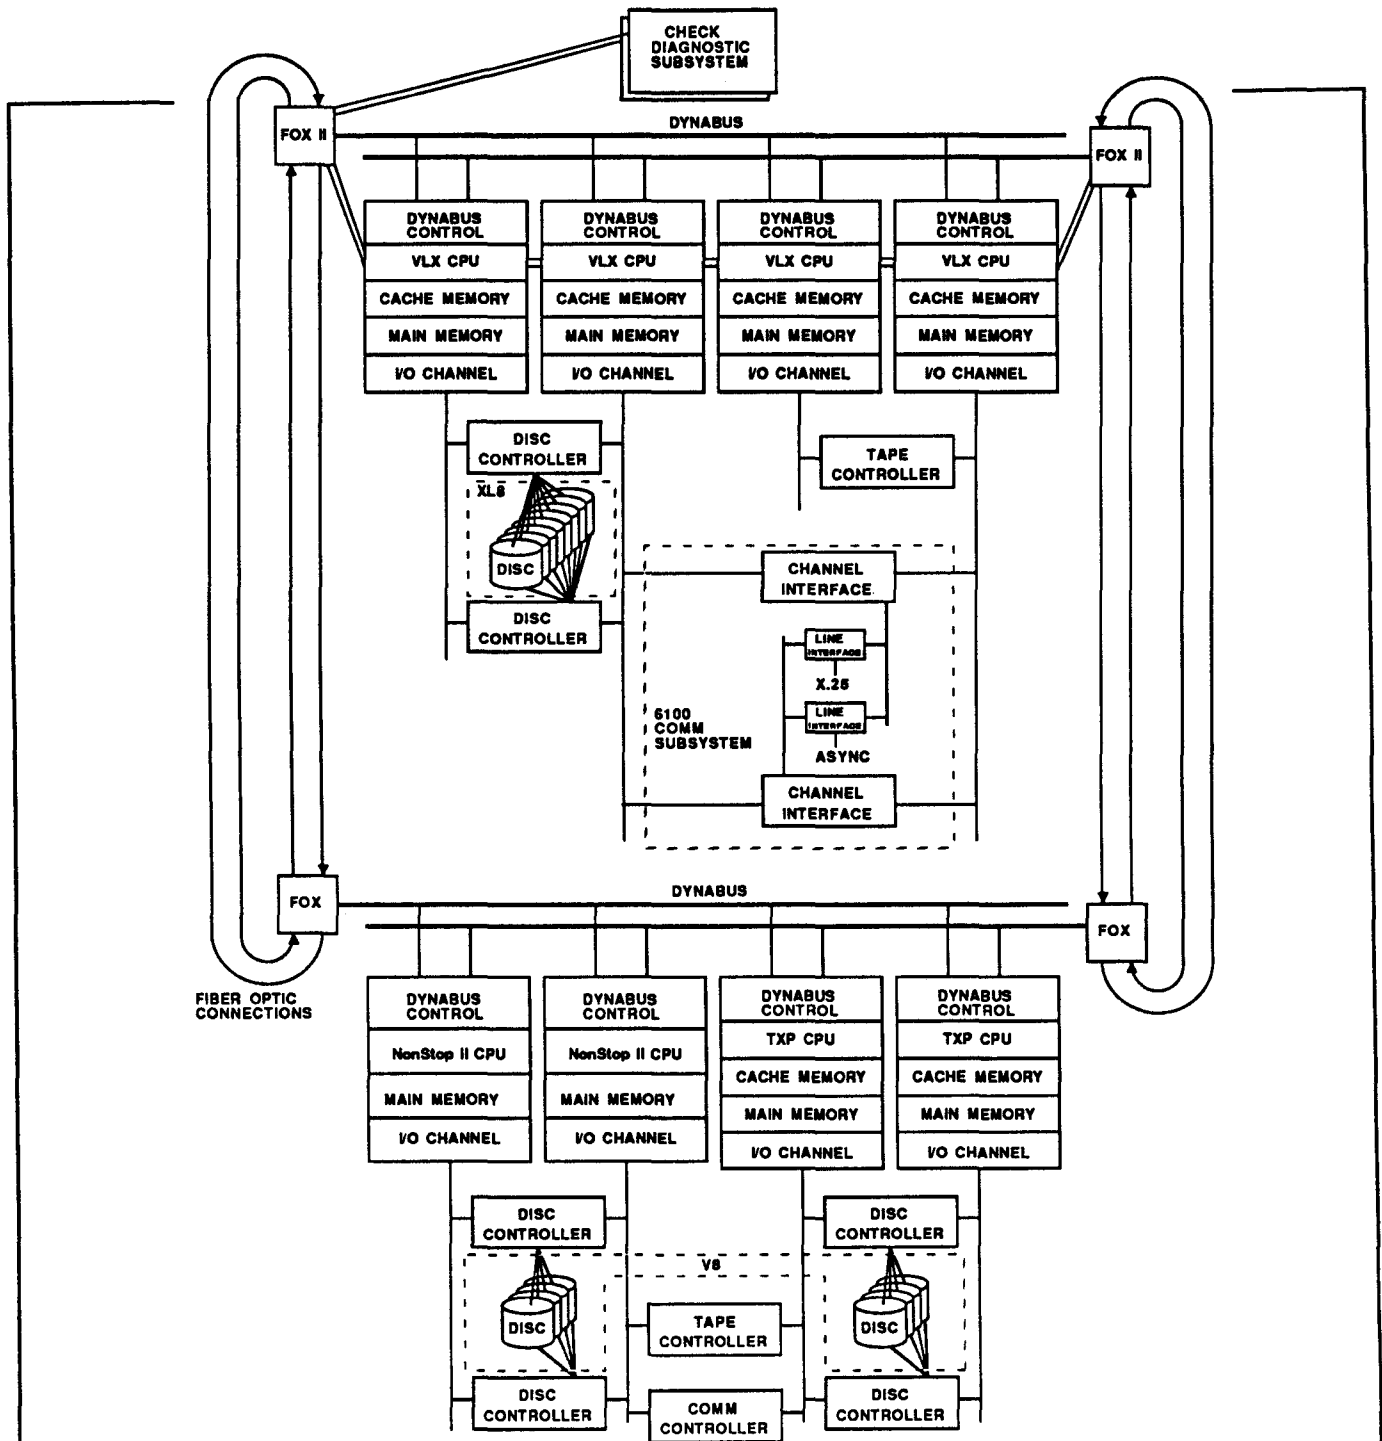 CHECK
DIAGNOSTIC
SUBSYSTEM
FOX II
DYNABUS
FOX II
DYNABUS
CONTROL
VLX CPU
CACHE MEMORY
MAIN MEMORY
I/O CHANNEL
DYNABUS
CONTROL
VLX CPU
CACHE MEMORY
MAIN MEMORY
I/O CHANNEL
DYNABUS
CONTROL
VLX CPU
CACHE MEMORY
MAIN MEMORY
I/O CHANNEL
DYNABUS
CONTROL
VLX CPU
CACHE MEMORY
MAIN MEMORY
I/O CHANNEL
DISC
CONTROLLER
XL8
DISC
DISC
CONTROLLER
TAPE
CONTROLLER
CHANNEL
INTERFACE
LINE
INTERFACE
X.25
LINE
INTERFACE
ASYNC
6100
COMM
SUBSYSTEM
CHANNEL
INTERFACE
FOX
DYNABUS
FOX
FIBER OPTIC
CONNECTIONS
DYNABUS
CONTROL
NonStop II CPU
MAIN MEMORY
I/O CHANNEL
DYNABUS
CONTROL
NonStop II CPU
MAIN MEMORY
I/O CHANNEL
DYNABUS
CONTROL
TXP CPU
CACHE MEMORY
MAIN MEMORY
I/O CHANNEL
DYNABUS
CONTROL
TXP CPU
CACHE MEMORY
MAIN MEMORY
I/O CHANNEL
DISC
CONTROLLER
DISC
CONTROLLER
V8
DISC
DISC
TAPE
CONTROLLER
DISC
CONTROLLER
COMM
CONTROLLER
DISC
CONTROLLER